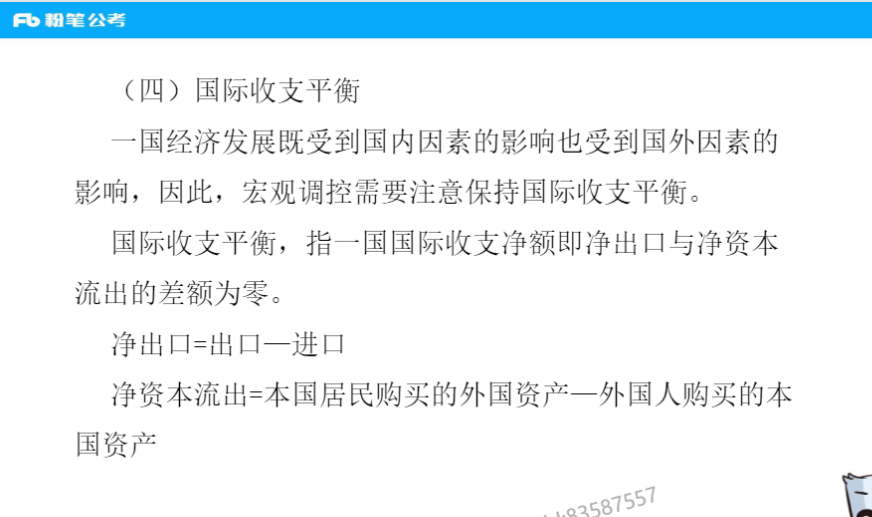 粉笔公考
（四）国际收支平衡
一国经济发展既受到国内因素的影响也受到国外因素的
影响，因此，宏观调控需要注意保持国际收支平衡。
国际收支平衡，指一国国际收支净额即净出口与净资本
流出的差额为零。
净出口=出口—进口
净资本流出=本国居民购买的外国资产—外国人购买的本
国资产
83587557